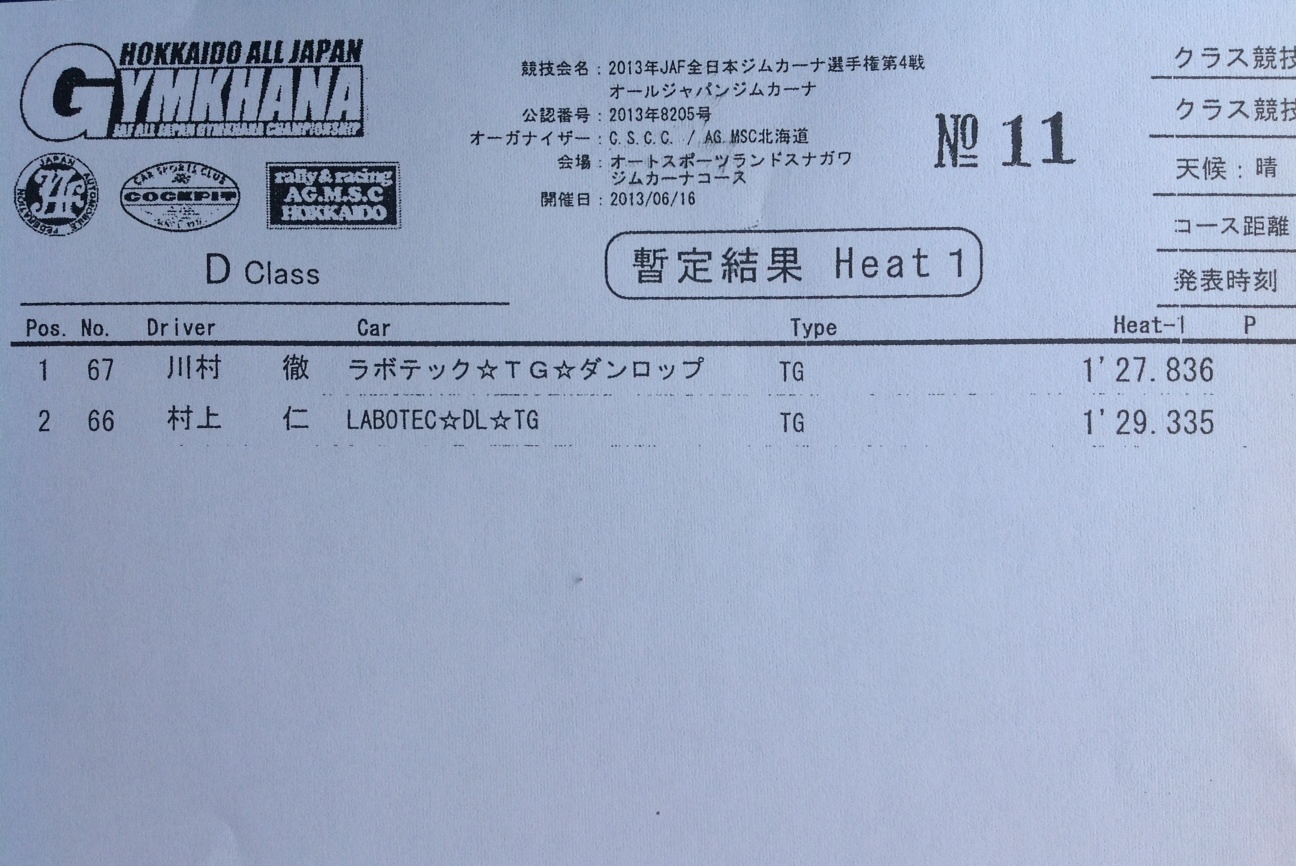 HOKKAIDO ALL JAPAN
GYMKHANA
JAF ALL JAPAN GYMKHANA CHAMPIONSHIP
JAPAN AUTOMOBILE FEDERATION
JAF
CAR SPORTS CLUB
COCKPIT
rally & racing
AG.M.S.C
HOKKAIDO
競技会名：2013年JAF全日本ジムカーナ選手権第4戦
オールジャパンジムカーナ
公認番号：2013年8205号
オーガナイザー：C.S.C.C. / AG.MSC北海道
会場：オートスポーツランドスナガワ
ジムカーナコース
開催日：2013/06/16
№ 11
クラス競技
クラス競技
天候：晴
コース距離
発表時刻
D Class
暫定結果 Heat 1
Pos. No. Driver Car Type Heat-1 P
1 67 川村 徹 ラボテック☆ＴＧ☆ダンロップ TG 1'27.836
2 66 村上 仁 LABOTEC☆DL☆TG TG 1'29.335